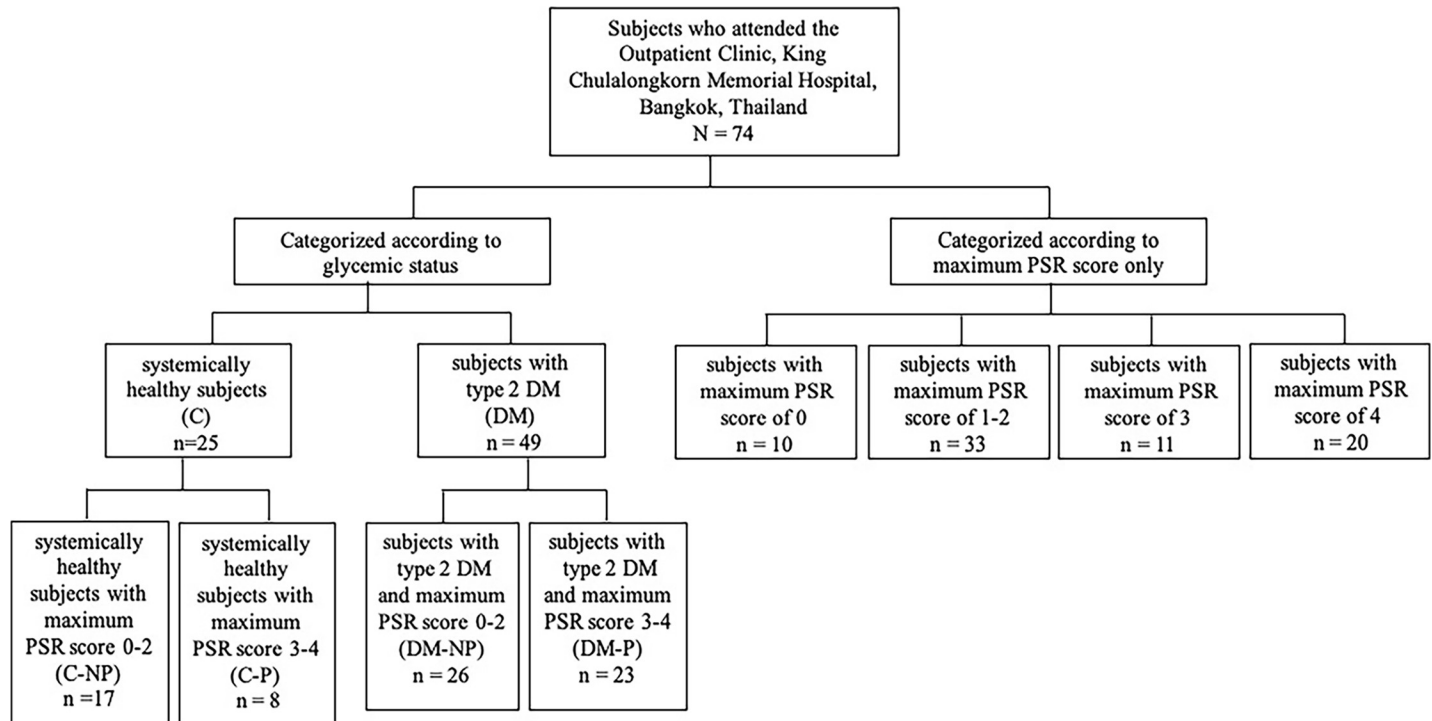 Subjects who attended the
Outpatient Clinic, King
Chulalongkorn Memorial Hospital,
Bangkok, Thailand
N = 74
Categorized according to
glycemic status
Categorized according to
maximum PSR score only
systemically
healthy subjects
(C)
n=25
subjects with
type 2 DM
(DM)
n = 49
subjects with
maximum PSR
score of 0
n = 10
subjects with
maximum PSR
score of 1-2
n = 33
subjects with
maximum PSR
score of 3
n = 11
subjects with
maximum PSR
score of 4
n = 20
systemically
healthy
subjects with
maximum
PSR score 0-2
(C-NP)
n =17
systemically
healthy
subjects with
maximum
PSR score 3-4
(C-P)
n = 8
subjects with
type 2 DM
and maximum
PSR score 0-2
(DM-NP)
n = 26
subjects with
type 2 DM
and maximum
PSR score 3-4
(DM-P)
n = 23